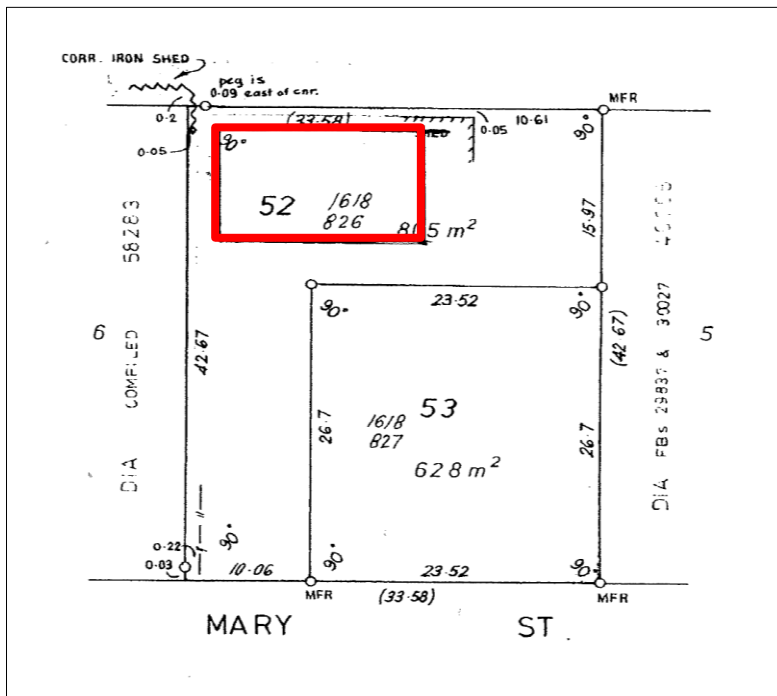 CORR. IRON SHED
peg is
0·09 east of cnr.
MFR
0·2
(33·58)
0·05
10·61
90°
0·05
90°
52
1618
826
m²
15·97
DIA COMPILED 58283
42·67
6
23·52
90°
90°
(42·67)
5
DIA FBs & 30027
53
1618
827
26·7
26·7
628 m²
0·22
0·03
90°
10·06
90°
23·52
90°
MFR
(33·58)
MFR
MARY ST.